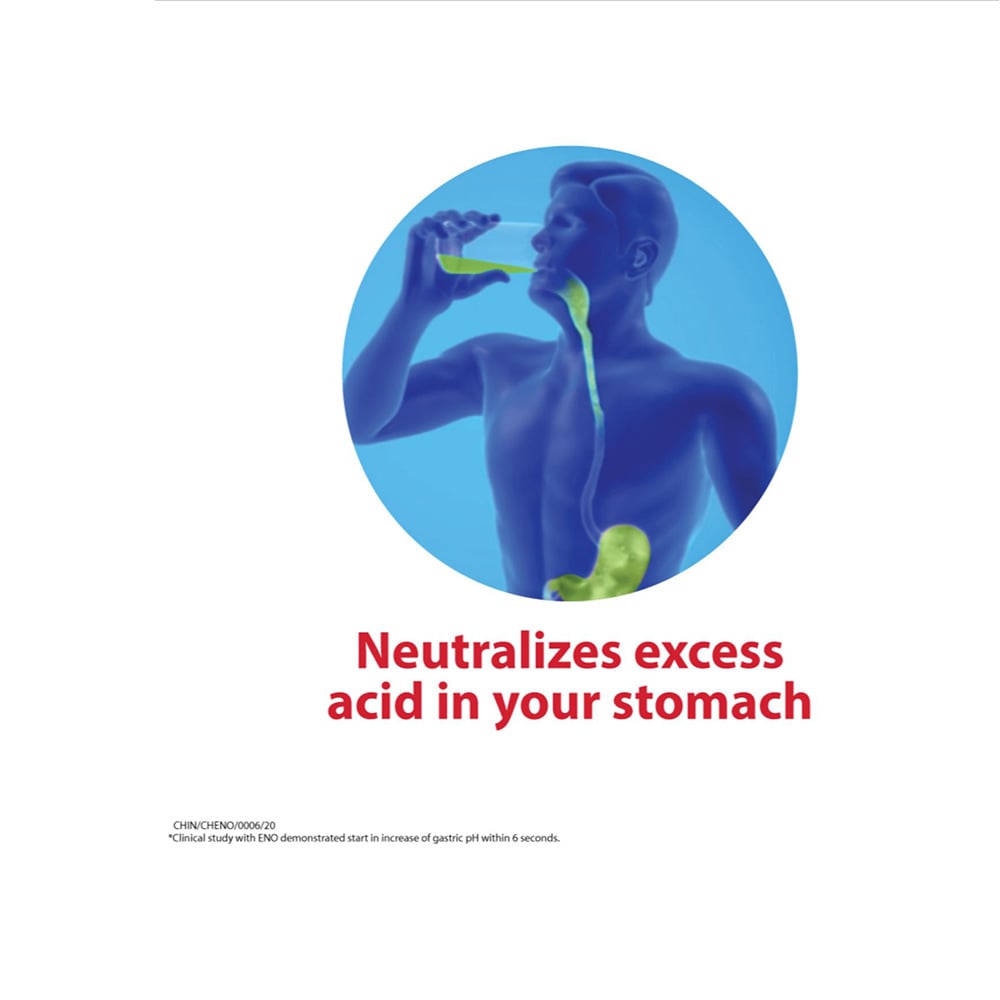 Neutralizes excess
acid in your stomach
CHIN/CHENO/0006/20
*Clinical study with ENO demonstrated start in increase of gastric pH within 6 seconds.